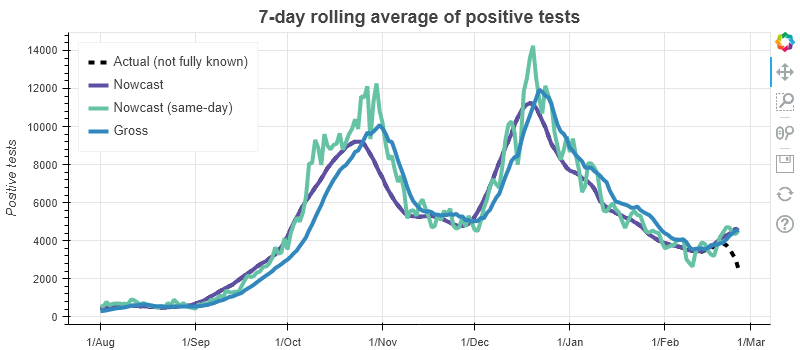 7-day rolling average of positive tests
Positive tests
14000
12000
10000
8000
6000
4000
2000
0
Actual (not fully known)
Nowcast
Nowcast (same-day)
Gross
1/Aug 1/Sep 1/Oct 1/Nov 1/Dec 1/Jan 1/Feb 1/Mar